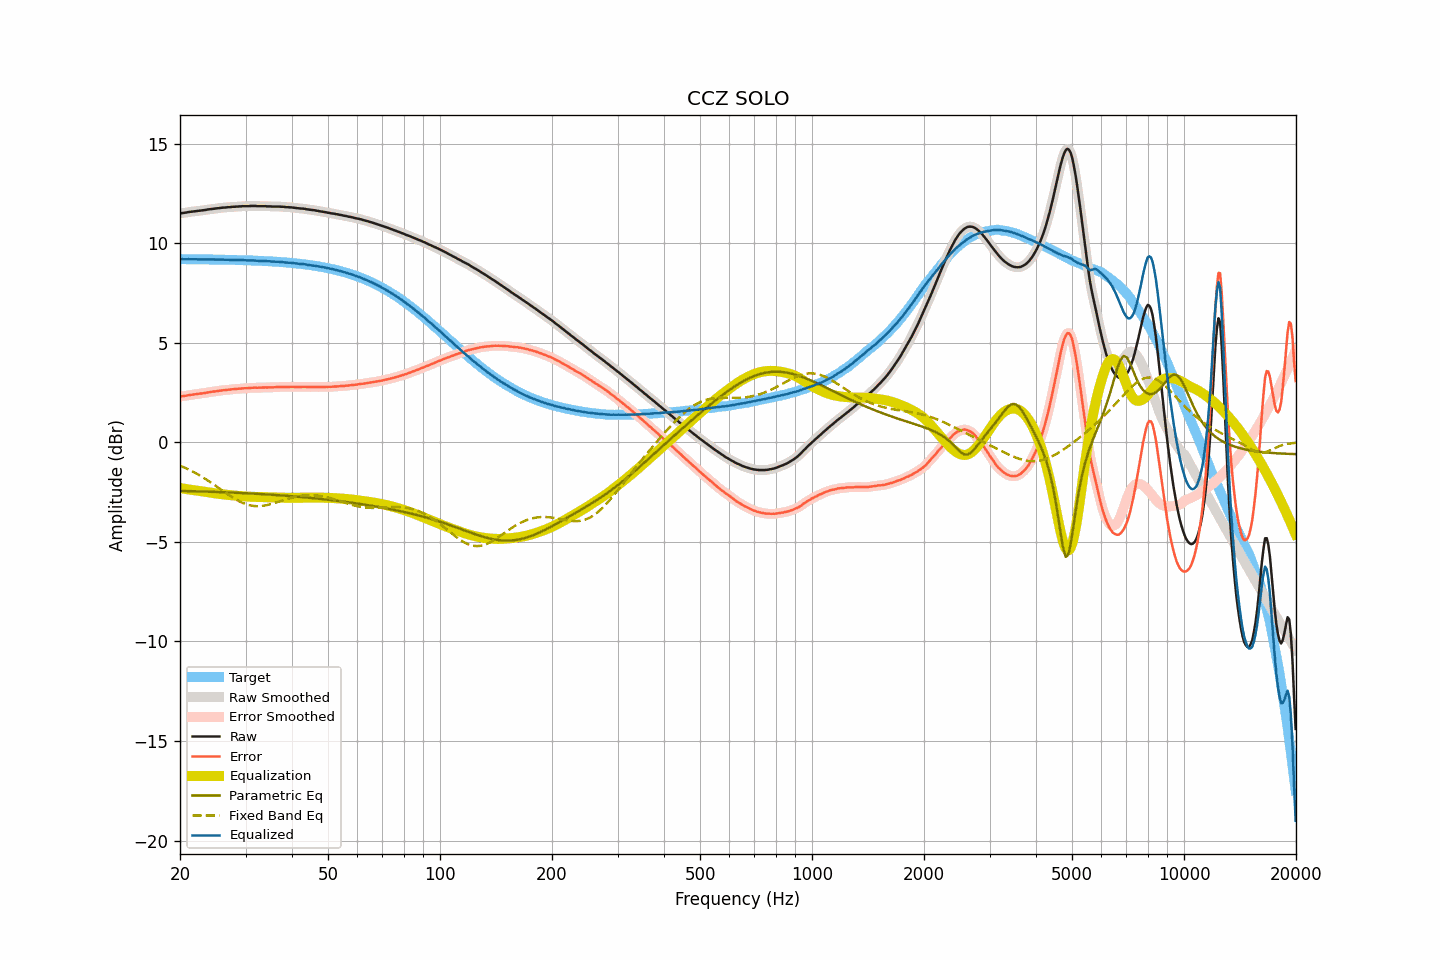 CCZ SOLO
Amplitude (dBr)
15
10
5
0
−5
−10
−15
−20
Target
Raw Smoothed
Error Smoothed
Raw
Error
Equalization
Parametric Eq
Fixed Band Eq
Equalized
20 50 100 200 500 1000 2000 5000 10000 20000
Frequency (Hz)